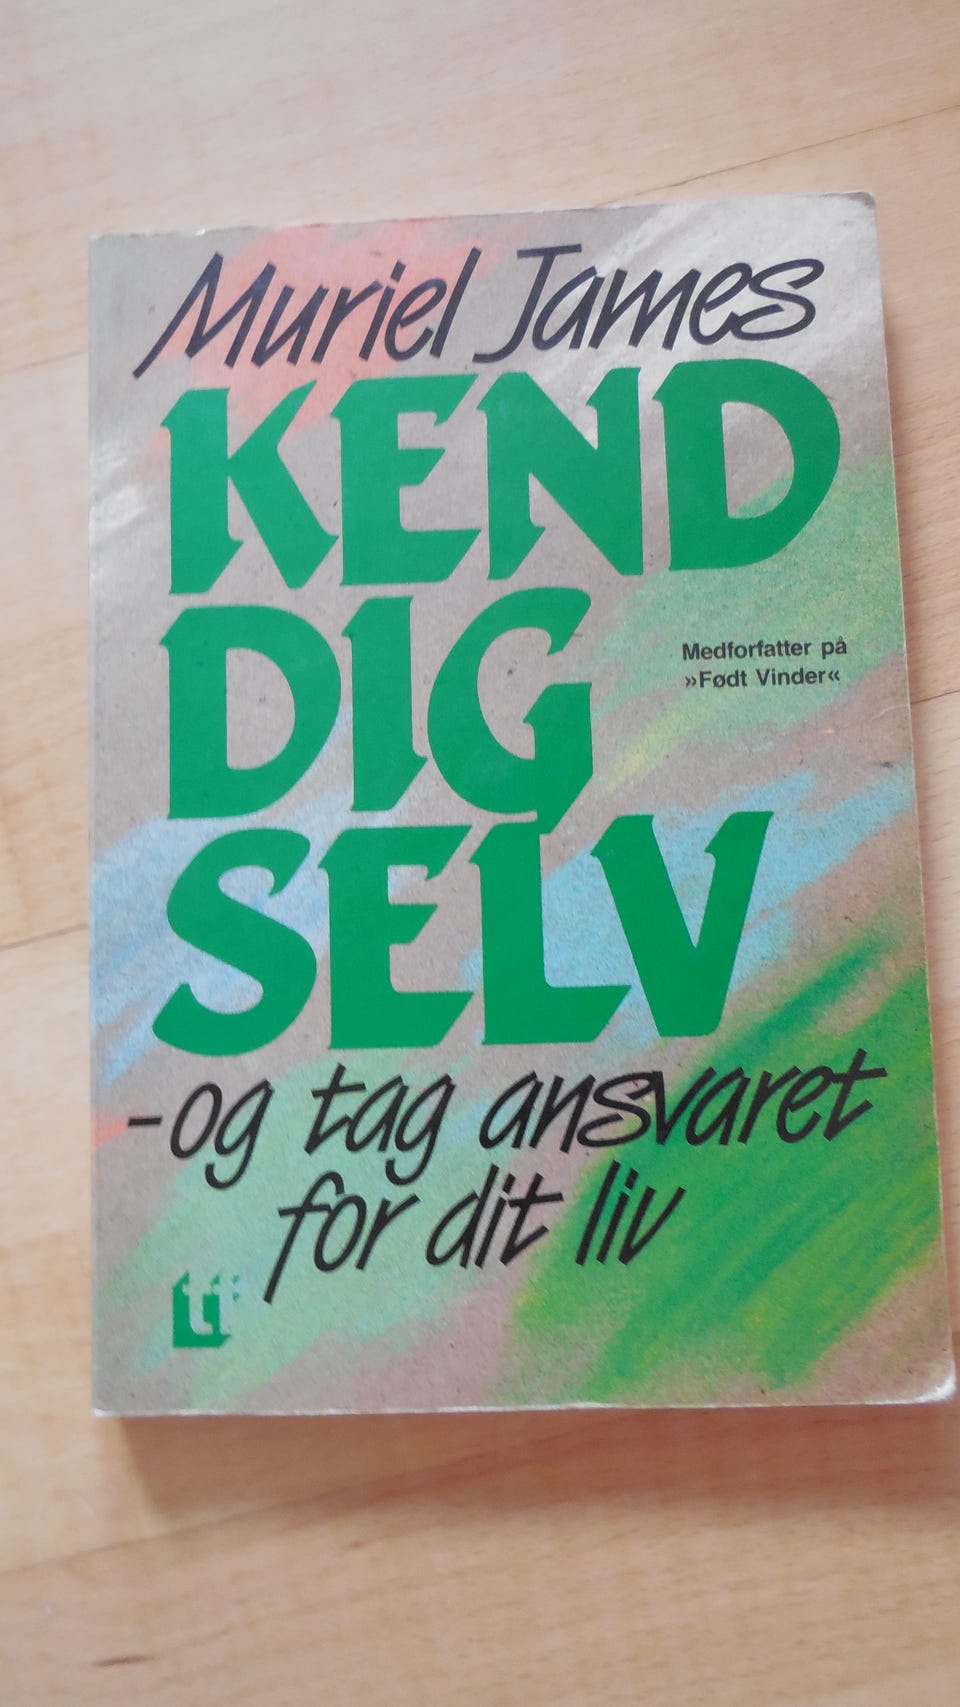 Muriel James
KEND
DIG
Medforfatter på
»Født Vinder«
SELV
-og tag ansvaret
for dit liv